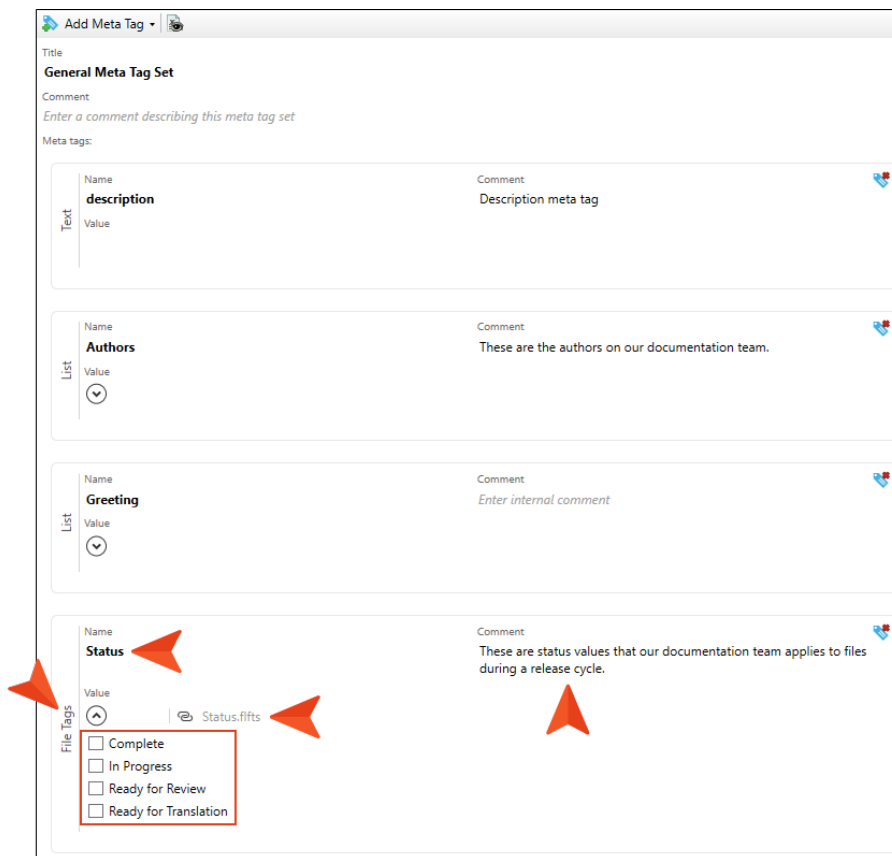 Add Meta Tag
Title
General Meta Tag Set
Comment
Enter a comment describing this meta tag set
Meta tags:
Text
Name
description
Value
Comment
Description meta tag
List
Name
Authors
Value
Comment
These are the authors on our documentation team.
List
Name
Greeting
Value
Comment
Enter internal comment
File Tags
Name
Status
Value
Status.flfts
Complete
In Progress
Ready for Review
Ready for Translation
Comment
These are status values that our documentation team applies to files
during a release cycle.